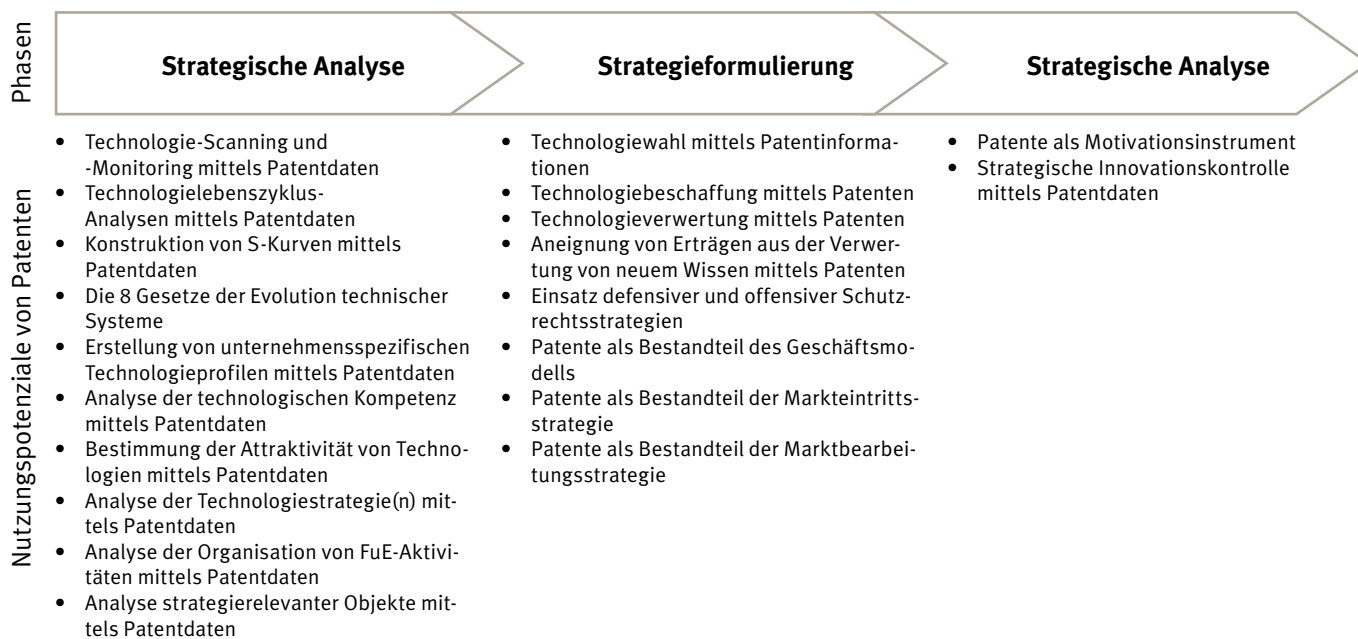 Phasen
Strategische Analyse
Strategieformulierung
Strategische Analyse
Nutzungspotenziale von Patenten
• Technologie-Scanning und
-Monitoring mittels Patentdaten
• Technologielebenszyklus-
Analysen mittels Patentdaten
• Konstruktion von S-Kurven mittels
Patentdaten
• Die 8 Gesetze der Evolution technischer
Systeme
• Erstellung von unternehmensspezifischen
Technologieprofilen mittels Patentdaten
• Analyse der technologischen Kompetenz
mittels Patentdaten
• Bestimmung der Attraktivität von Techno-
logien mittels Patentdaten
• Analyse der Technologiestrategie(n) mit-
tels Patentdaten
• Analyse der Organisation von FuE-Aktivi-
täten mittels Patentdaten
• Analyse strategierelevanter Objekte mit-
tels Patentdaten
• Technologiewahl mittels Patentinforma-
tionen
• Technologiebeschaffung mittels Patenten
• Technologieverwertung mittels Patenten
• Aneignung von Erträgen aus der Verwer-
tung von neuem Wissen mittels Patenten
• Einsatz defensiver und offensiver Schutz-
rechtsstrategien
• Patente als Bestandteil des Geschäftsmo-
dells
• Patente als Bestandteil der Markteintritts-
strategie
• Patente als Bestandteil der Marktbearbei-
tungsstrategie
• Patente als Motivationsinstrument
• Strategische Innovationskontrolle
mittels Patentdaten